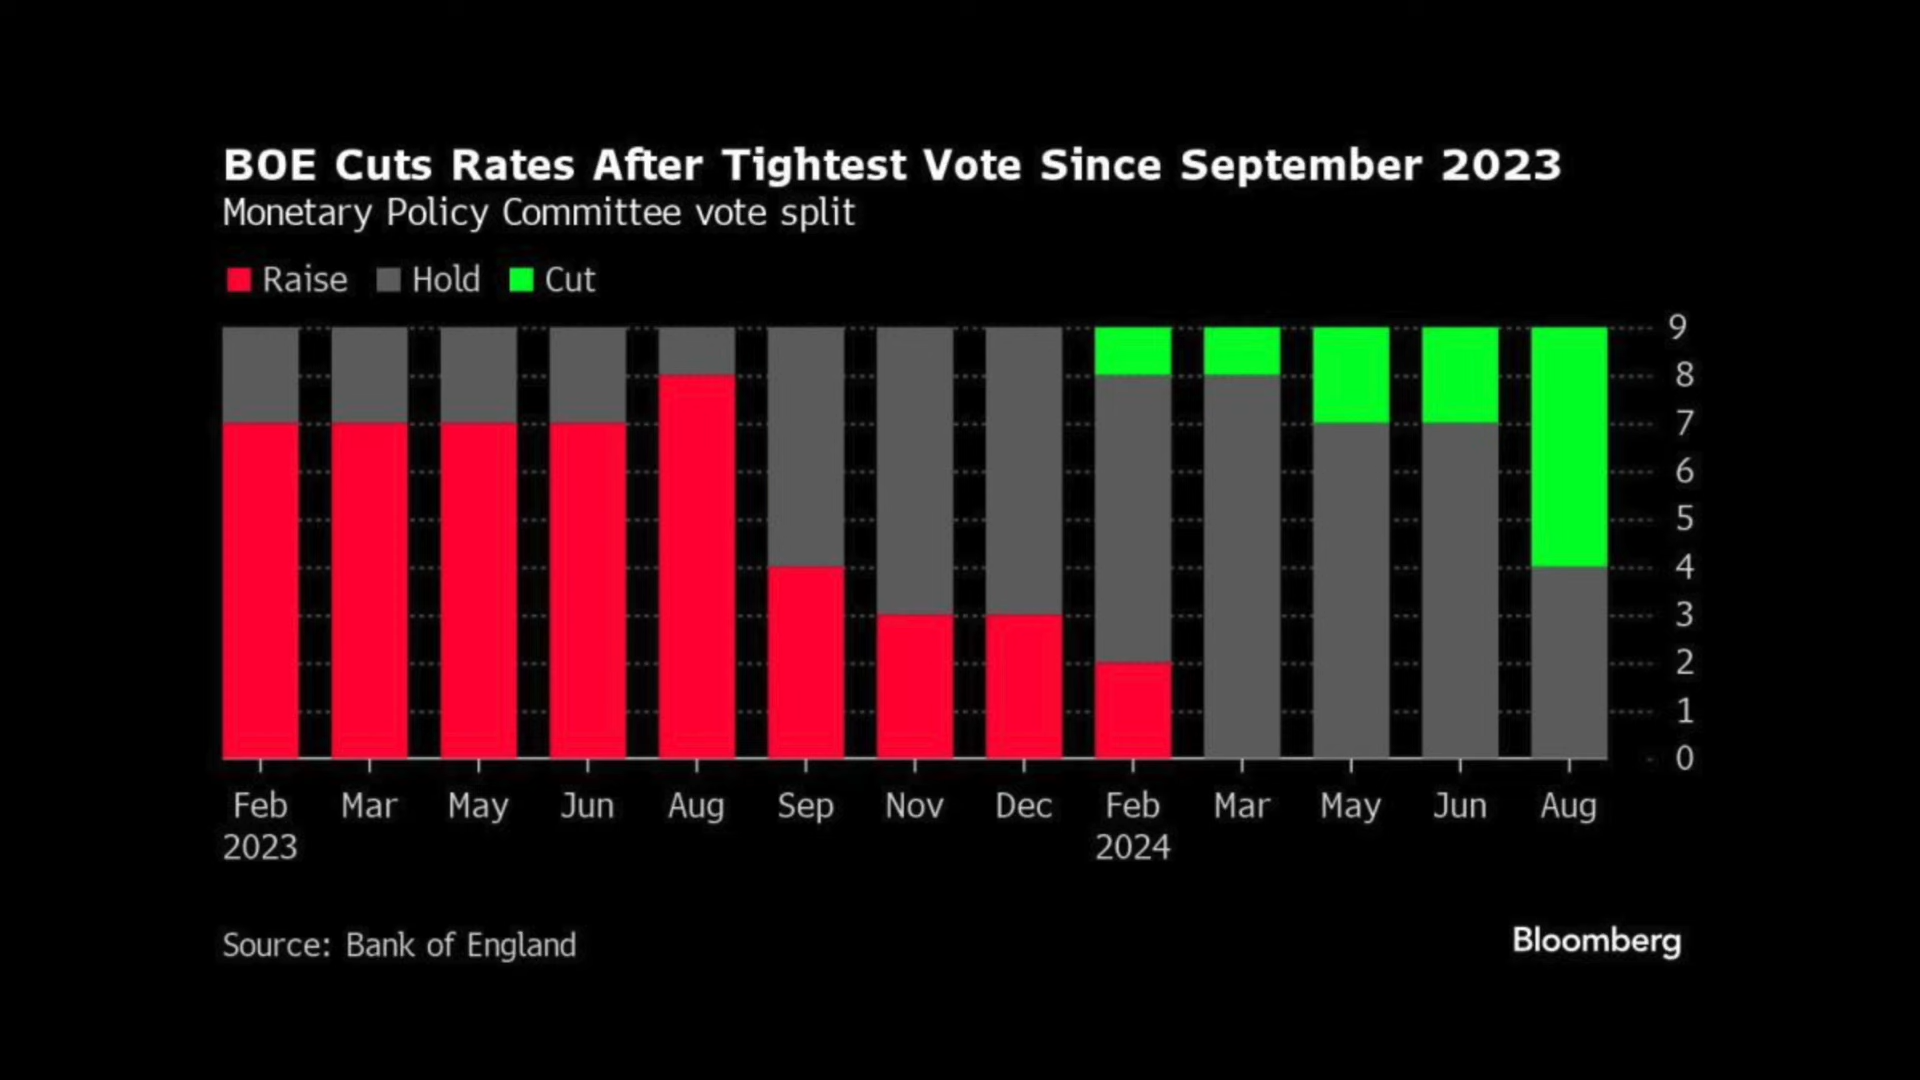 BOE Cuts Rates After Tightest Vote Since September 2023
Monetary Policy Committee vote split
Raise Hold Cut
9
8
7
6
5
4
3
2
1
0
Feb Mar May Jun Aug Sep Nov Dec Feb Mar May Jun Aug
2023 2024
Source: Bank of England
Bloomberg